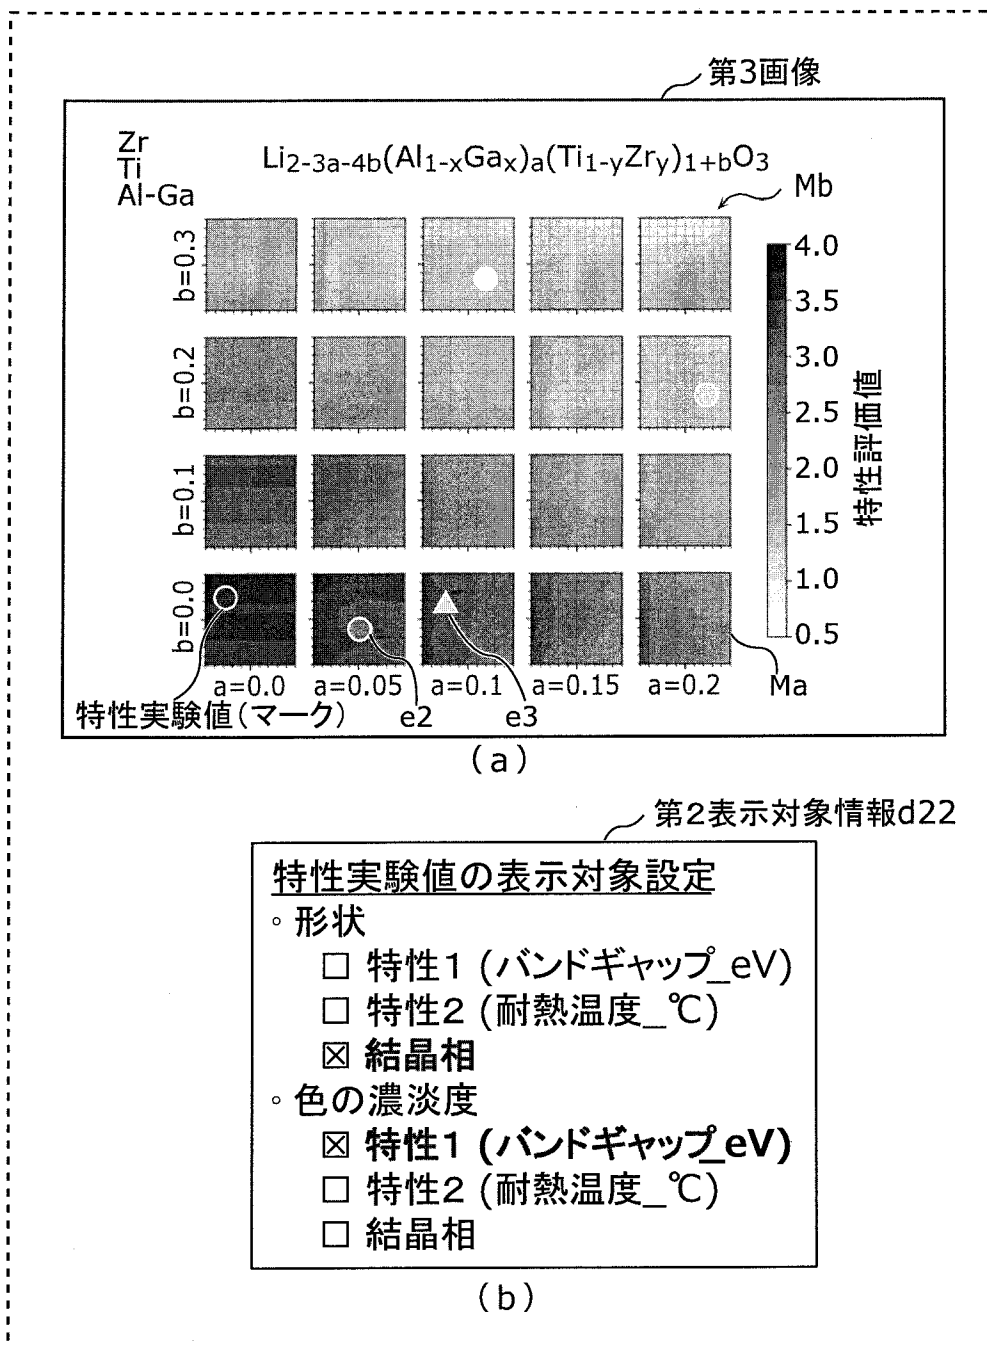 第3画像
Zr
Ti
Al-Ga
Li2-3a-4b(Al1-xGax)a(Ti1-yZry)1+bO3
Mb
b=0.3
b=0.2
b=0.1
b=0.0
4.0
3.5
3.0
2.5
2.0
1.5
1.0
0.5
特性評価値
a=0.0 a=0.05 a=0.1 a=0.15 a=0.2 Ma
特性実験値(マーク) e2 e3
(a)
第2表示対象情報d22
特性実験値の表示対象設定
◦ 形状
☐ 特性1 (バンドギャップ_eV)
☐ 特性2 (耐熱温度_℃)
☒ 結晶相
◦ 色の濃淡度
☒ 特性1 (バンドギャップ_eV)
☐ 特性2 (耐熱温度_℃)
☐ 結晶相
(b)